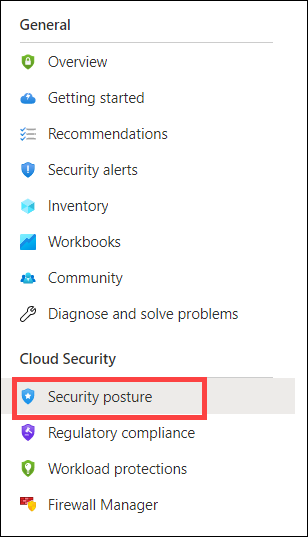 General
Overview
Getting started
Recommendations
Security alerts
Inventory
Workbooks
Community
Diagnose and solve problems
Cloud Security
Security posture
Regulatory compliance
Workload protections
Firewall Manager